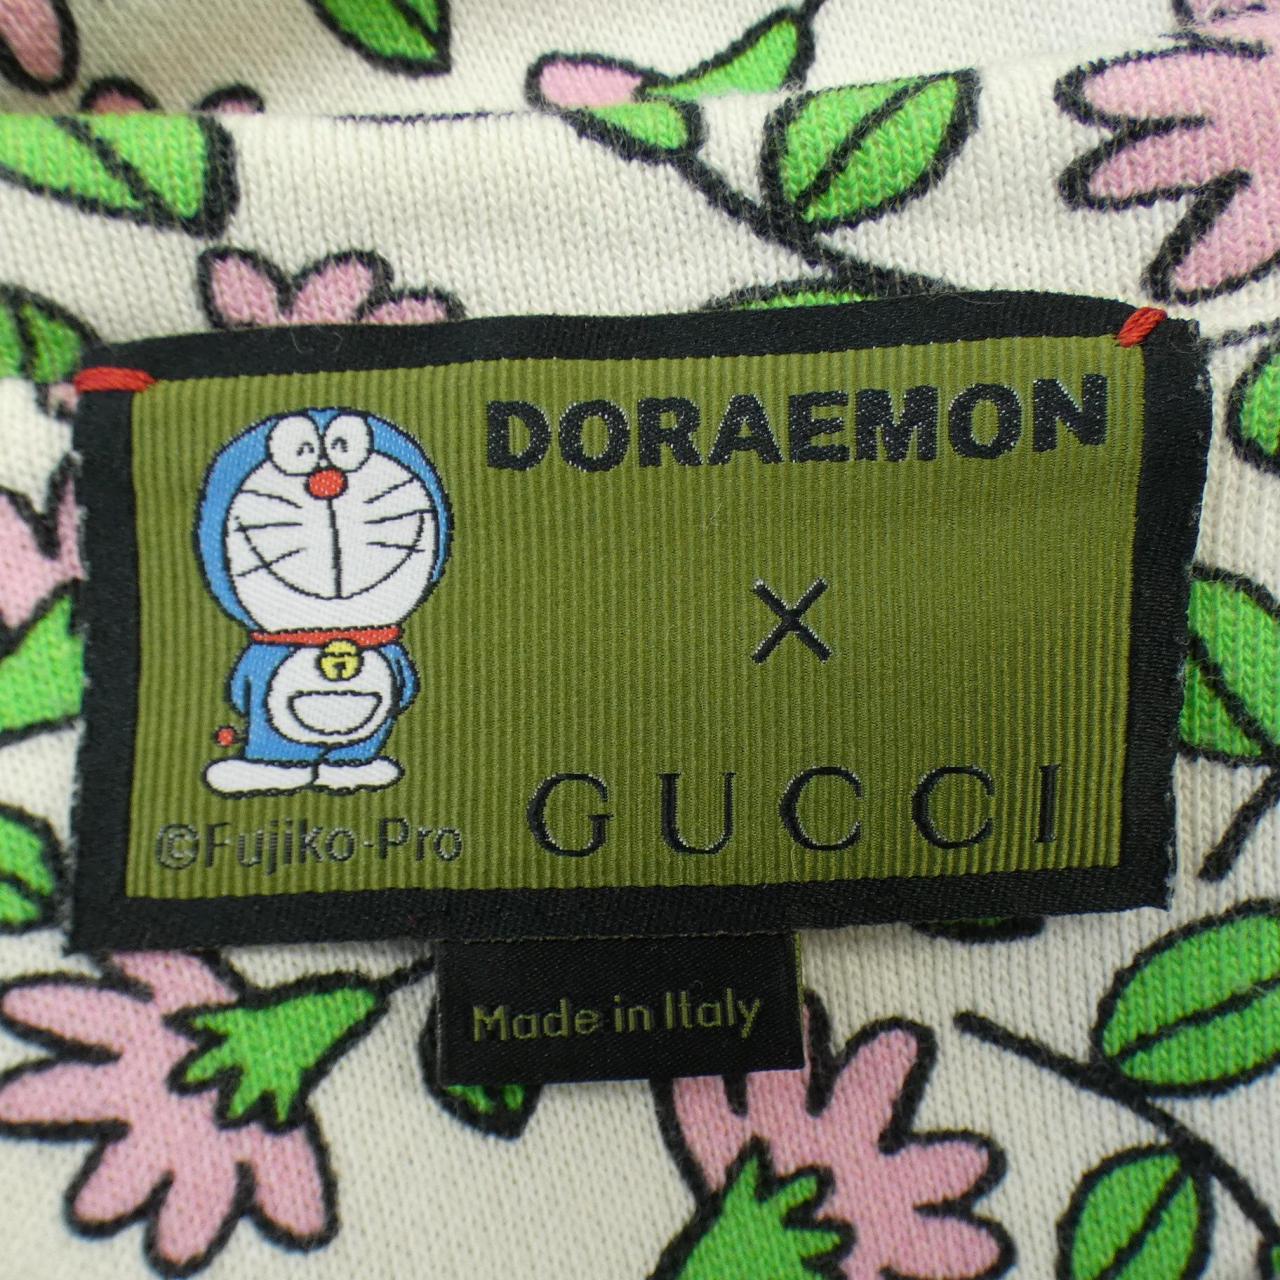 DORAEMON
×
GUCCI
©Fujiko-Pro
Made in Italy